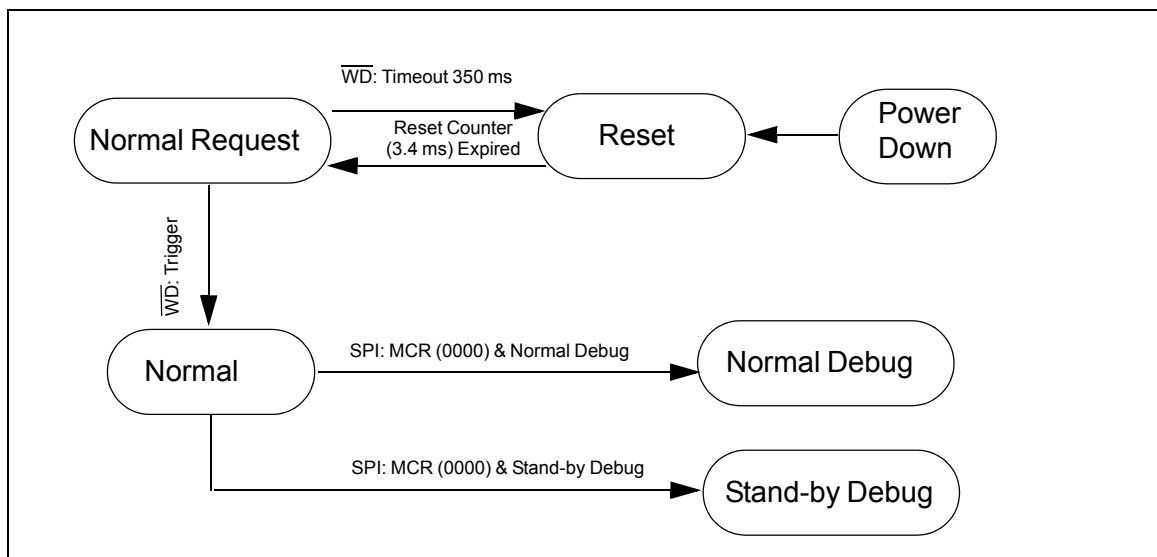 WD: Timeout 350 ms
Normal Request
Reset Counter
(3.4 ms) Expired
Reset
Power
Down
WD: Trigger
Normal
SPI: MCR (0000) & Normal Debug
Normal Debug
SPI: MCR (0000) & Stand-by Debug
Stand-by Debug